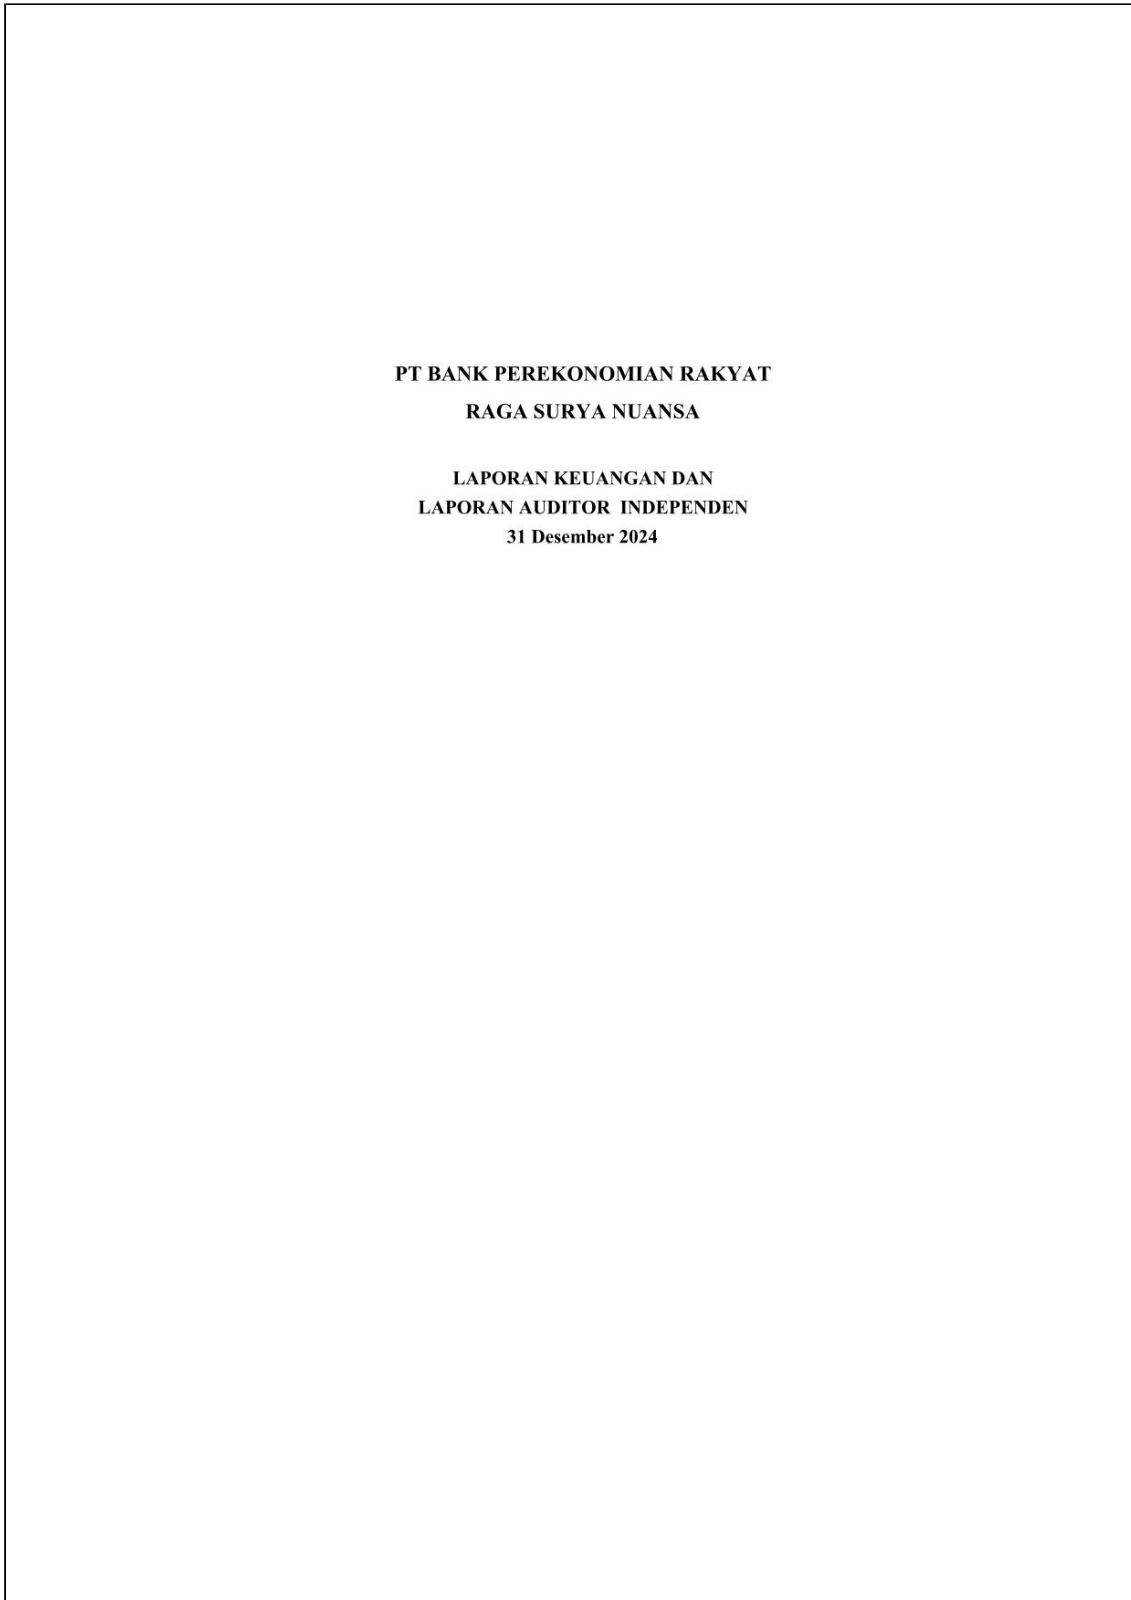 PT BANK PEREKONOMIAN RAKYAT
RAGA SURYA NUANSA
LAPORAN KEUANGAN DAN
LAPORAN AUDITOR INDEPENDEN
31 Desember 2024